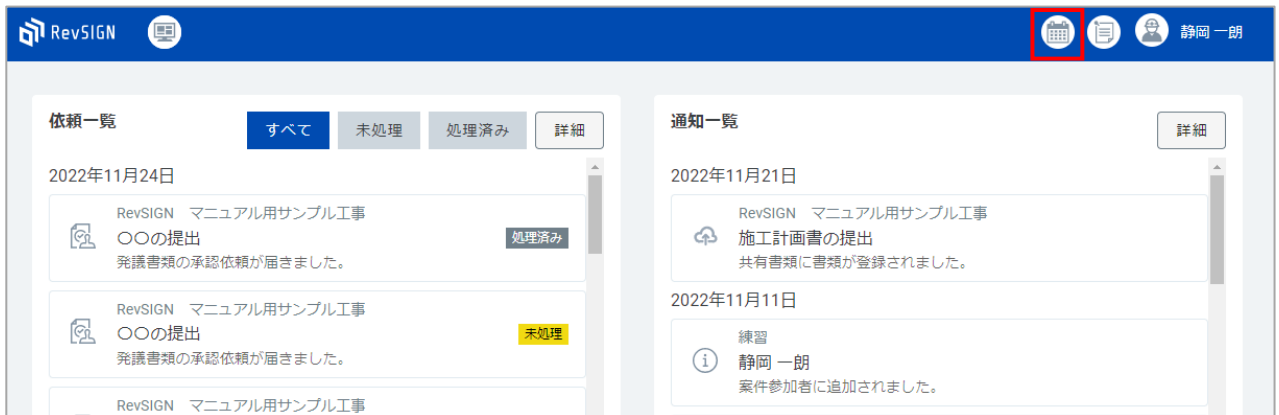 RevSIGN
静岡 一朗
依頼一覧
すべて
未処理
処理済み
詳細
2022年11月24日
RevSIGN マニュアル用サンプル工事
〇〇の提出
処理済み
発議書類の承認依頼が届きました。
RevSIGN マニュアル用サンプル工事
〇〇の提出
未処理
発議書類の承認依頼が届きました。
RevSIGN マニュアル用サンプル工事
通知一覧
詳細
2022年11月21日
RevSIGN マニュアル用サンプル工事
施工計画書の提出
共有書類に書類が登録されました。
2022年11月11日
練習
静岡 一朗
案件参加者に追加されました。